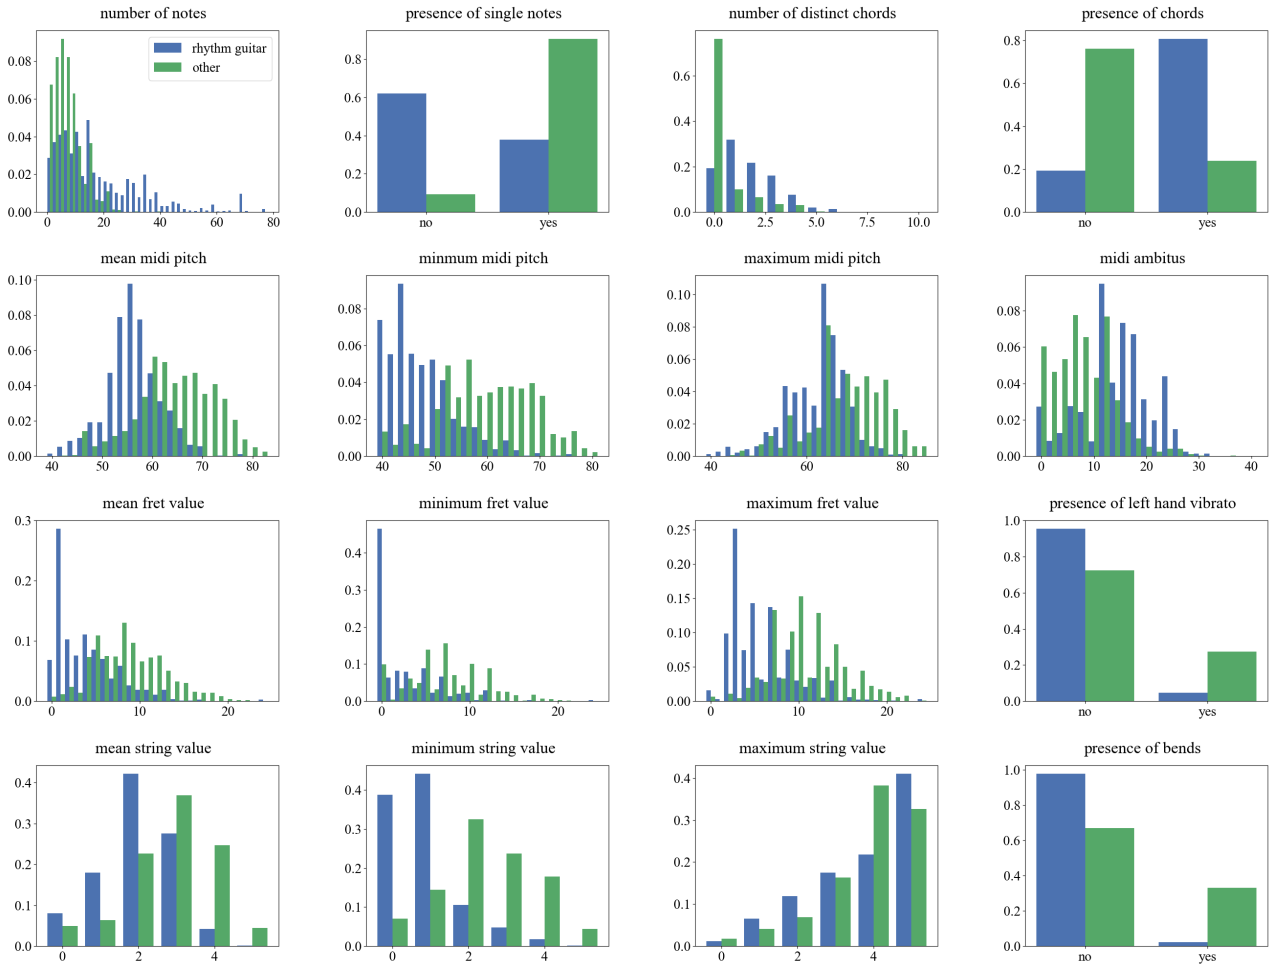 number of notes
0.08
0.06
0.04
0.02
0.00
0 20 40 60 80
rhythm guitar
other
presence of single notes
0.8
0.6
0.4
0.2
0.0
no yes
number of distinct chords
0.6
0.4
0.2
0.0
0.0 2.5 5.0 7.5 10.0
presence of chords
0.8
0.6
0.4
0.2
0.0
no yes
mean midi pitch
0.10
0.08
0.06
0.04
0.02
0.00
40 50 60 70 80
minmum midi pitch
0.08
0.06
0.04
0.02
0.00
40 50 60 70 80
maximum midi pitch
0.10
0.08
0.06
0.04
0.02
0.00
40 60 80
midi ambitus
0.08
0.06
0.04
0.02
0.00
0 10 20 30 40
mean fret value
0.3
0.2
0.1
0.0
0 10 20
minimum fret value
0.4
0.3
0.2
0.1
0.0
0 10 20
maximum fret value
0.25
0.20
0.15
0.10
0.05
0.00
0 10 20
presence of left hand vibrato
1.0
0.8
0.6
0.4
0.2
0.0
no yes
mean string value
0.4
0.3
0.2
0.1
0.0
0 2 4
minimum string value
0.4
0.3
0.2
0.1
0.0
0 2 4
maximum string value
0.4
0.3
0.2
0.1
0.0
0 2 4
presence of bends
1.0
0.8
0.6
0.4
0.2
0.0
no yes